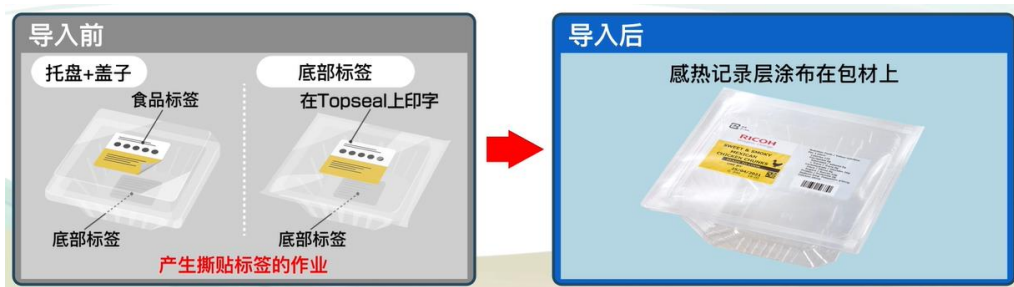 导入前
托盘+盖子
食品标签
底部标签
底部标签
在Topseal上印字
底部标签
产生撕贴标签的作业
导入后
感热记录层涂布在包材上
RICOH
SWEET & SMOKY
MEXICAN
CHICKEN CHUNKS